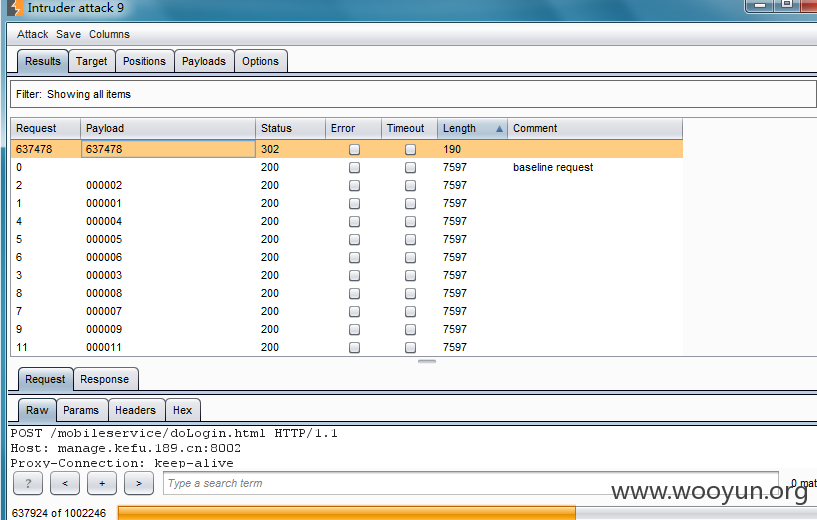 Intruder attack 9
Attack Save Columns
Results Target Positions Payloads Options
Filter: Showing all items
Request Payload Status Error Timeout Length Comment
637478 637478 302 190
0 200 7597 baseline request
2 000002 200 7597
1 000001 200 7597
4 000004 200 7597
5 000005 200 7597
6 000006 200 7597
3 000003 200 7597
8 000008 200 7597
7 000007 200 7597
9 000009 200 7597
11 000011 200 7597
Request Response
Raw Params Headers Hex
POST /mobileservice/doLogin.html HTTP/1.1
Host: manage.kefu.189.cn:8002
Proxy-Connection: keep-alive
? < + > Type a search term 0 mat
www.wooyun.org
637924 of 1002246